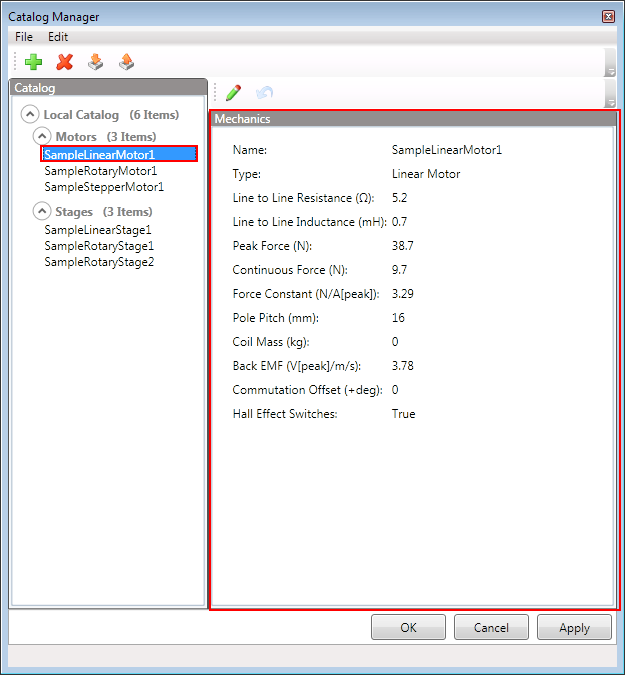 Catalog Manager
File Edit
Catalog
Local Catalog (6 Items)
Motors (3 Items)
SampleLinearMotor1
SampleRotaryMotor1
SampleStepperMotor1
Stages (3 Items)
SampleLinearStage1
SampleRotaryStage1
SampleRotaryStage2
Mechanics
Name: SampleLinearMotor1
Type: Linear Motor
Line to Line Resistance (Ω): 5.2
Line to Line Inductance (mH): 0.7
Peak Force (N): 38.7
Continuous Force (N): 9.7
Force Constant (N/A[peak]): 3.29
Pole Pitch (mm): 16
Coil Mass (kg): 0
Back EMF (V[peak]/m/s): 3.78
Commutation Offset (+deg): 0
Hall Effect Switches: True
OK Cancel Apply